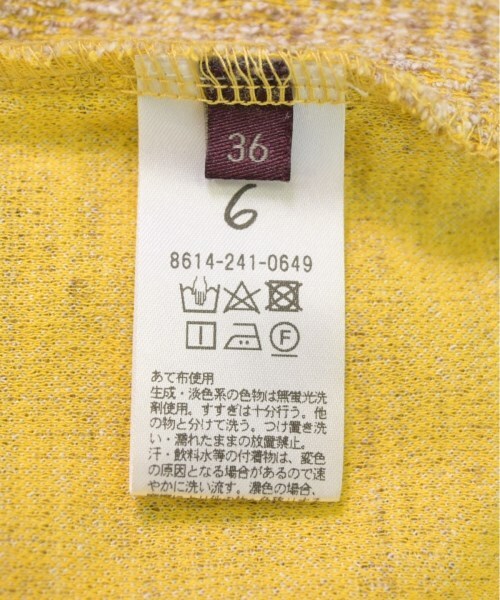 36
6
8614-241-0649
F
あて布使用
生成・淡色系の色物は無蛍光洗
剤使用。すすぎは十分行う。他
の物と分けて洗う。つけ置き洗
い・濡れたままの放置禁止。
汗・飲料水等の付着物は、変色
の原因となる場合があるので速
やかに洗い流す。濃色の場合、